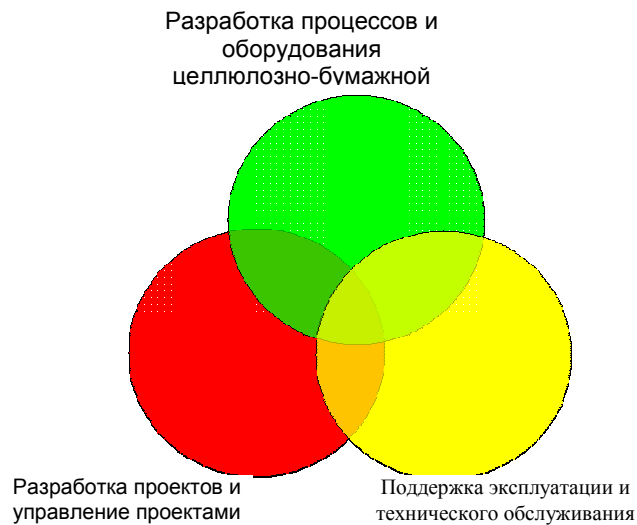 Разработка процессов и
оборудования
целлюлозно-бумажной
Разработка проектов и
управление проектами
Поддержка эксплуатации и
технического обслуживания